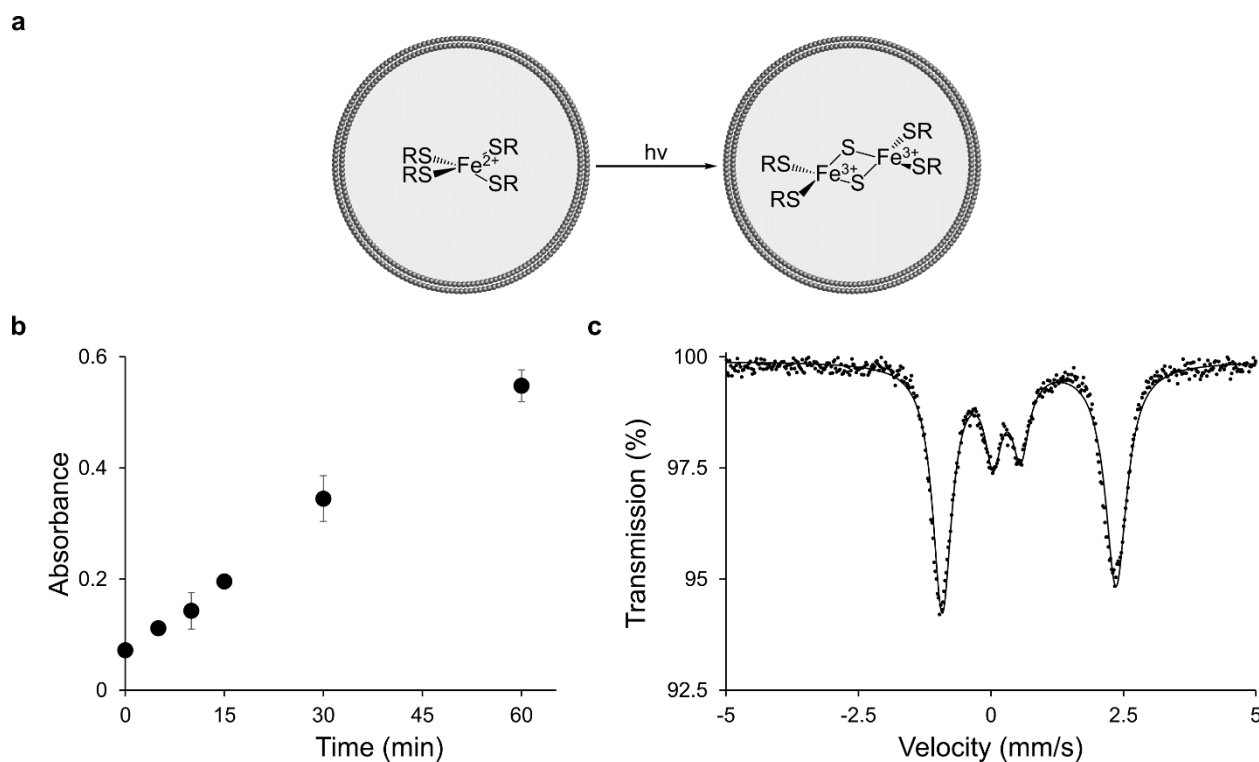 a
RS
RS
Fe2+
SR
SR
hv
RS
RS
Fe3+
S
S
Fe3+
SR
SR
b
Absorbance
0.6
0.4
0.2
0
0
15
30
45
60
Time (min)
c
Transmission (%)
100
97.5
95
92.5
-5
-2.5
0
2.5
5
Velocity (mm/s)